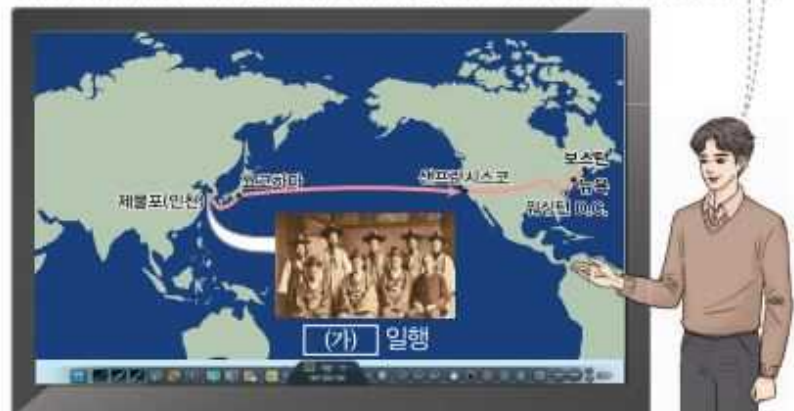 보스턴
요코하마
샌프란시스코
뉴욕
제물포(인천)
워싱턴 D.C.
(가) 일행